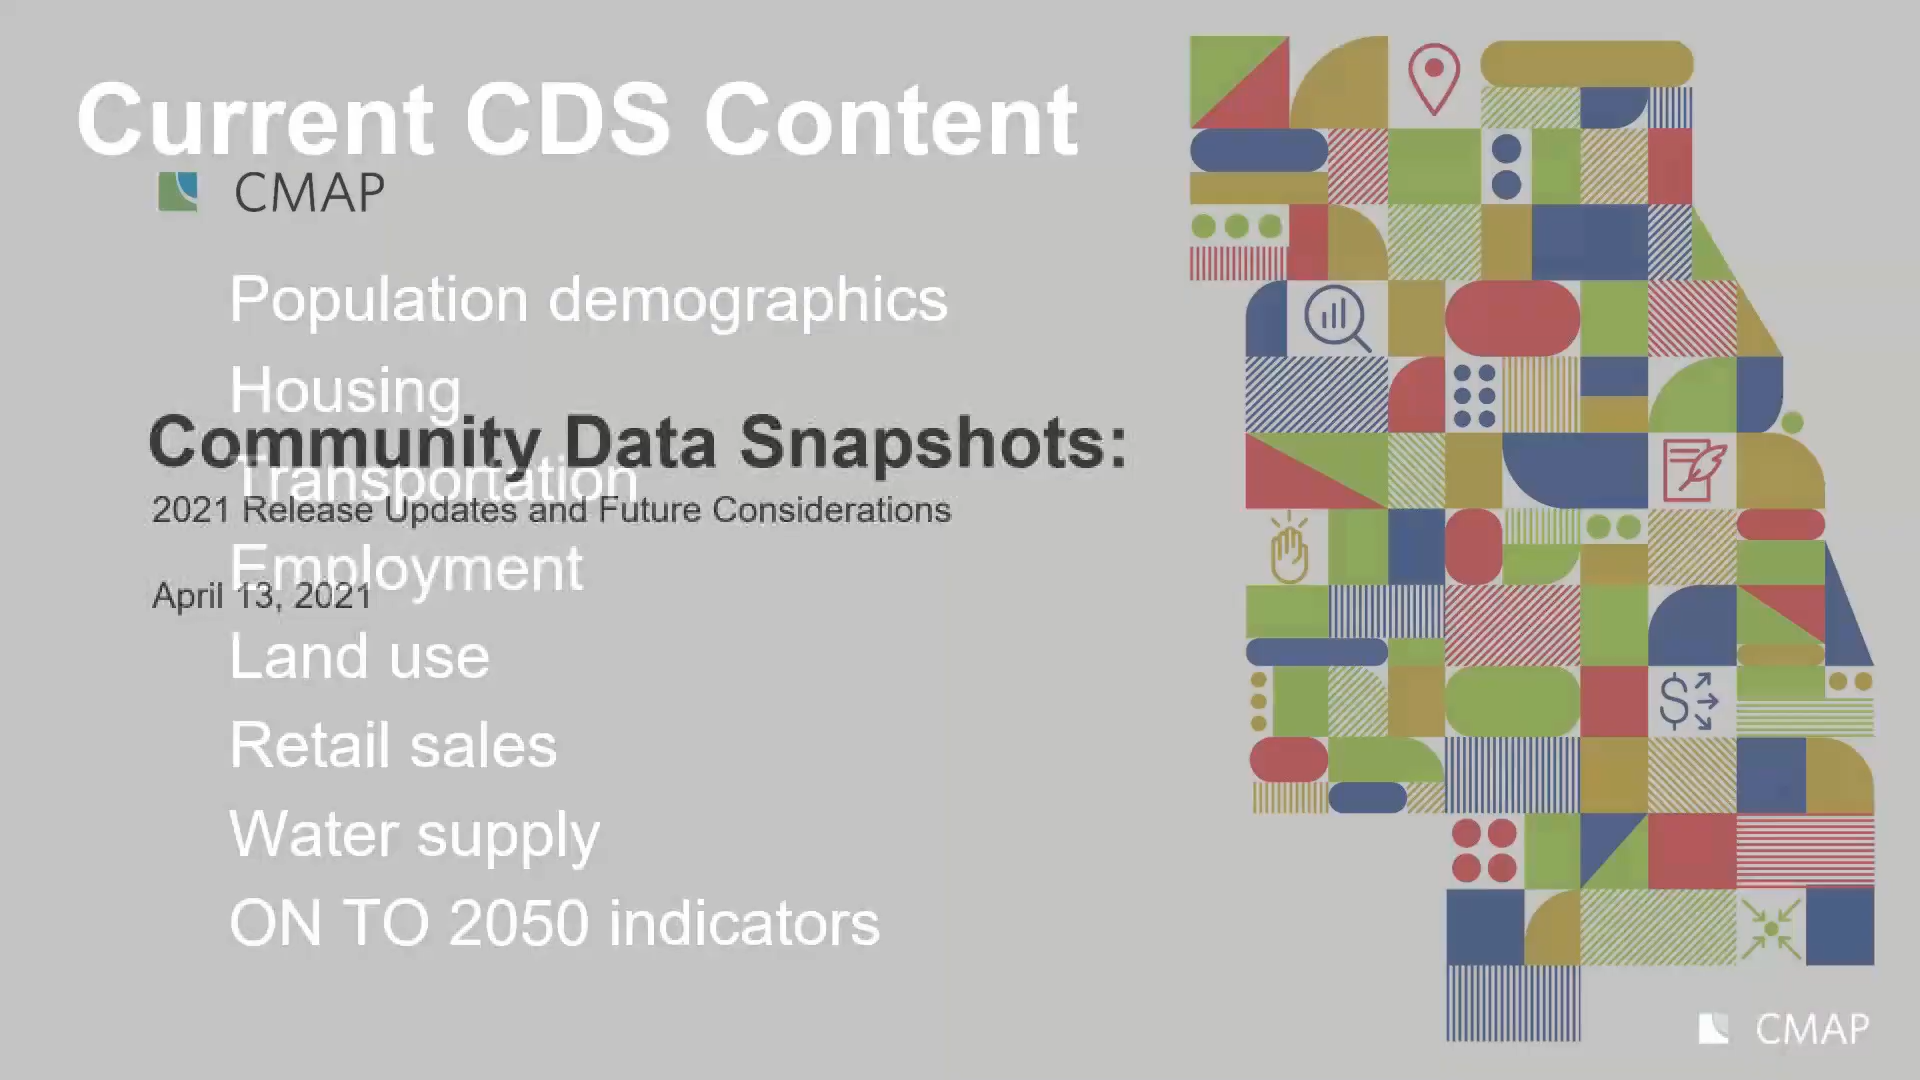 Current CDS Content
CMAP
Population demographics
Housing
Community Data Snapshots:
Transportation
2021 Release Updates and Future Considerations
Employment
April 13, 2021
Land use
Retail sales
Water supply
ON TO 2050 indicators
CMAP